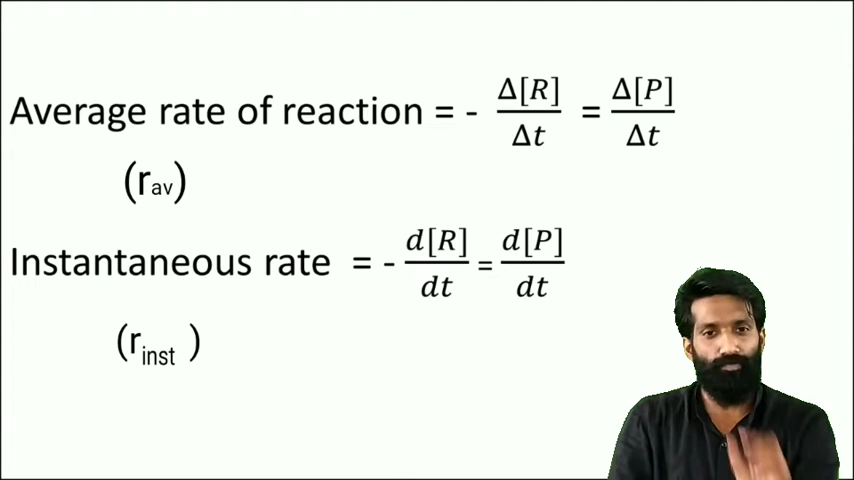 Average rate of reaction = - Δ[R]/Δt = Δ[P]/Δt
(rav)
Instantaneous rate = - d[R]/dt = d[P]/dt
(rinst )